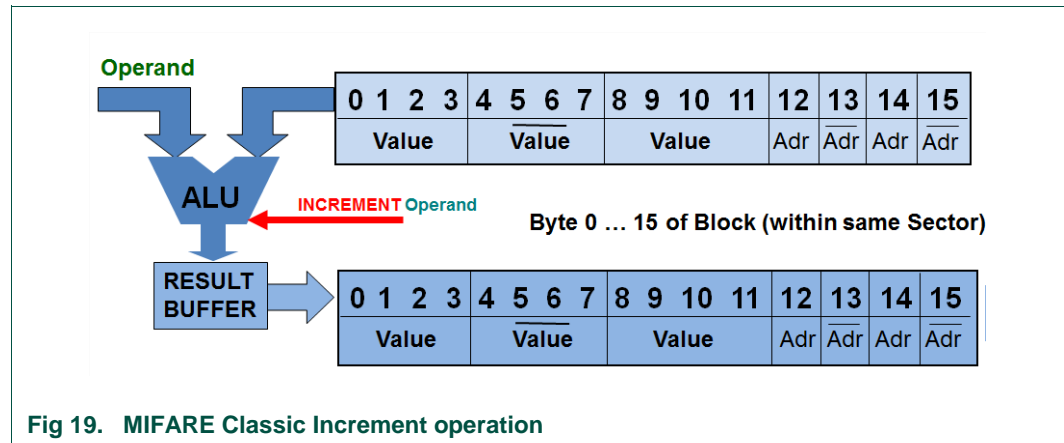 Operand
0 1 2 3 4 5 6 7 8 9 10 11 12 13 14 15
Value Value Value Adr Adr Adr Adr
ALU
INCREMENT Operand
Byte 0 ... 15 of Block (within same Sector)
RESULT
BUFFER
0 1 2 3 4 5 6 7 8 9 10 11 12 13 14 15
Value Value Value Adr Adr Adr Adr
Fig 19. MIFARE Classic Increment operation